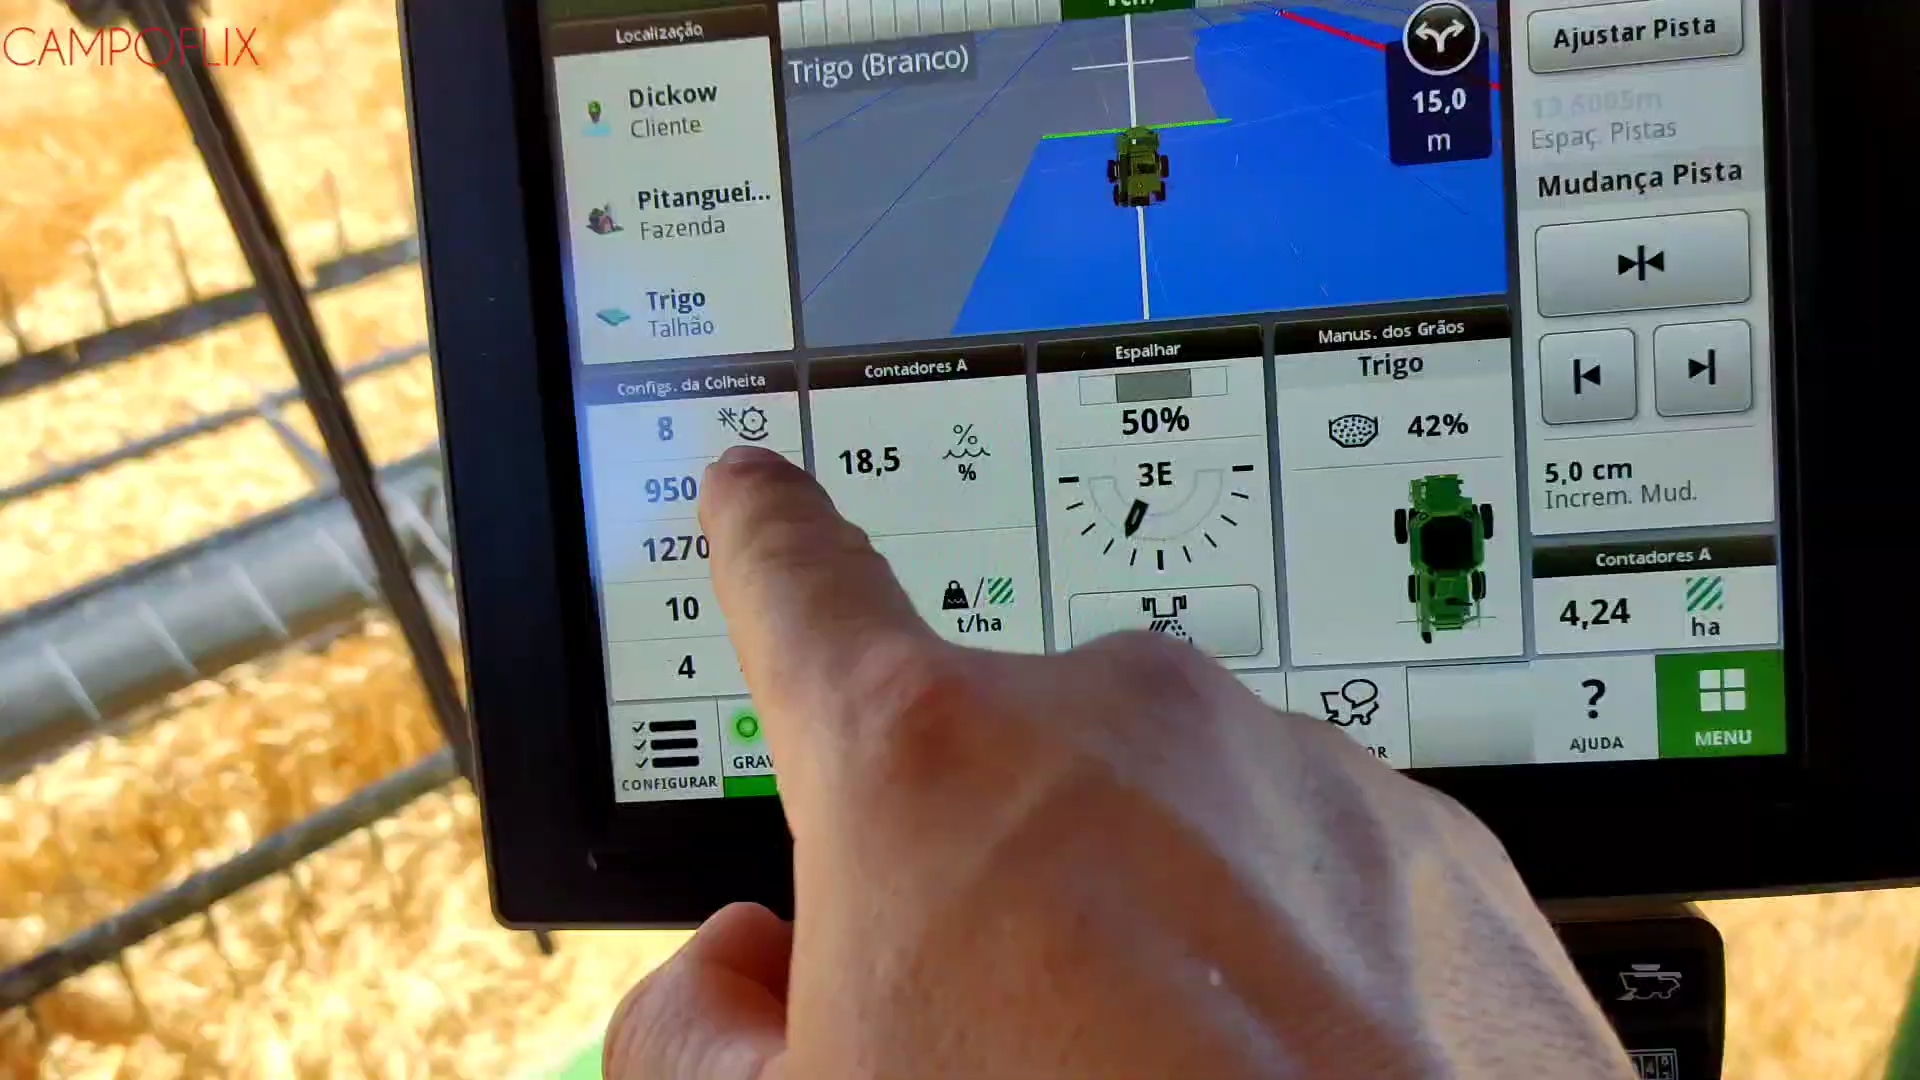 CAMPOFLIX
Localização
Dickow
Cliente
Pitanguei...
Fazenda
Trigo
Talhão
Trigo (Branco)
15,0
m
Ajustar Pista
Espaç. Pistas
Mudança Pista
5,0 cm
Increm. Mud.
Configs. da Colheita
8
950
1270
10
4
Contadores A
18,5
%
%
t/ha
Espalhar
50%
3E
Manus. dos Grãos
Trigo
42%
Contadores A
4,24
ha
CONFIGURAR
GRAV
AJUDA
MENU